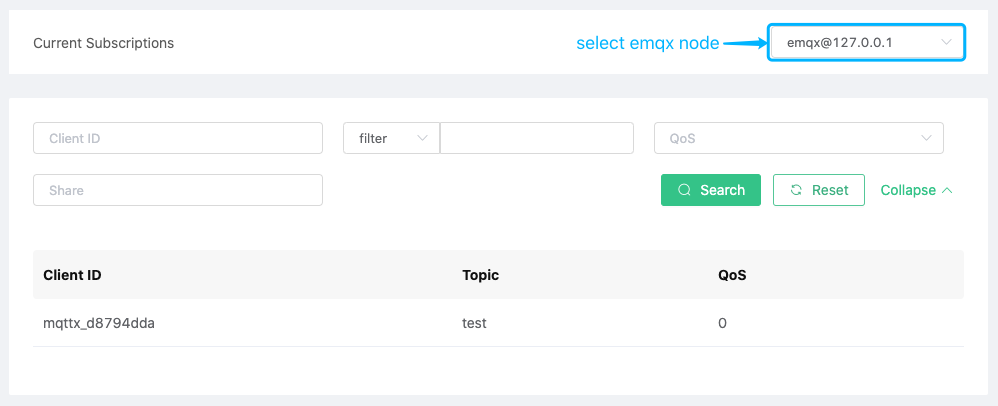 Current Subscriptions
select emqx node
emqx@127.0.0.1
Client ID
filter
QoS
Share
Search
Reset
Collapse
Client ID Topic QoS
mqttx_d8794dda test 0